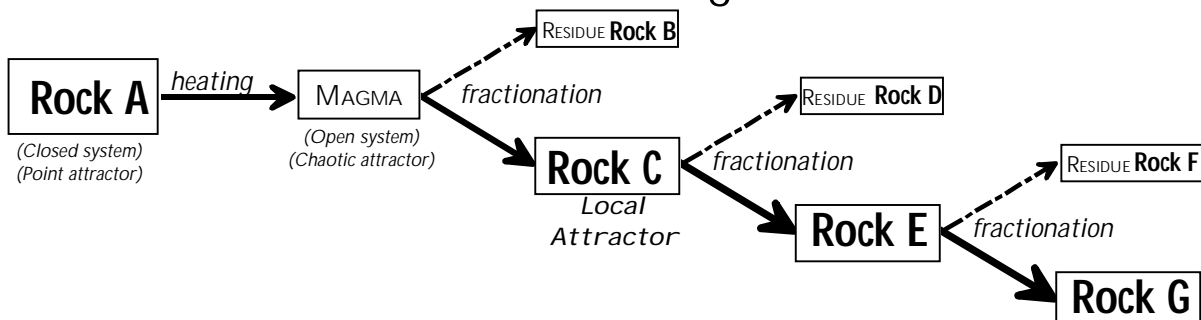 RESIDUE Rock B
Rock A
heating
MAGMA
fractionation
(Closed system)
(Point attractor)
(Open system)
(Chaotic attractor)
RESIDUE Rock D
Rock C
fractionation
Local
Attractor
RESIDUE Rock F
Rock E
fractionation
Rock G